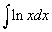 ∫ln xdx